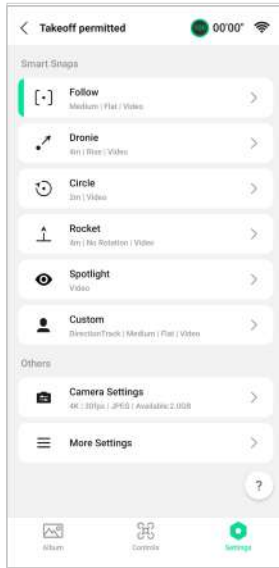 Takeoff permitted
00'00"
Smart Snaps
Follow
Medium | Flat | Video
Dronie
4m | Rise | Video
Circle
2m | Video
Rocket
4m | No Rotation | Video
Spotlight
Video
Custom
DirectionTrack | Medium | Flat | Video
Others
Camera Settings
4K | 30fps | JPEG | Available:2.0GB
More Settings
?
Album
Controls
Settings